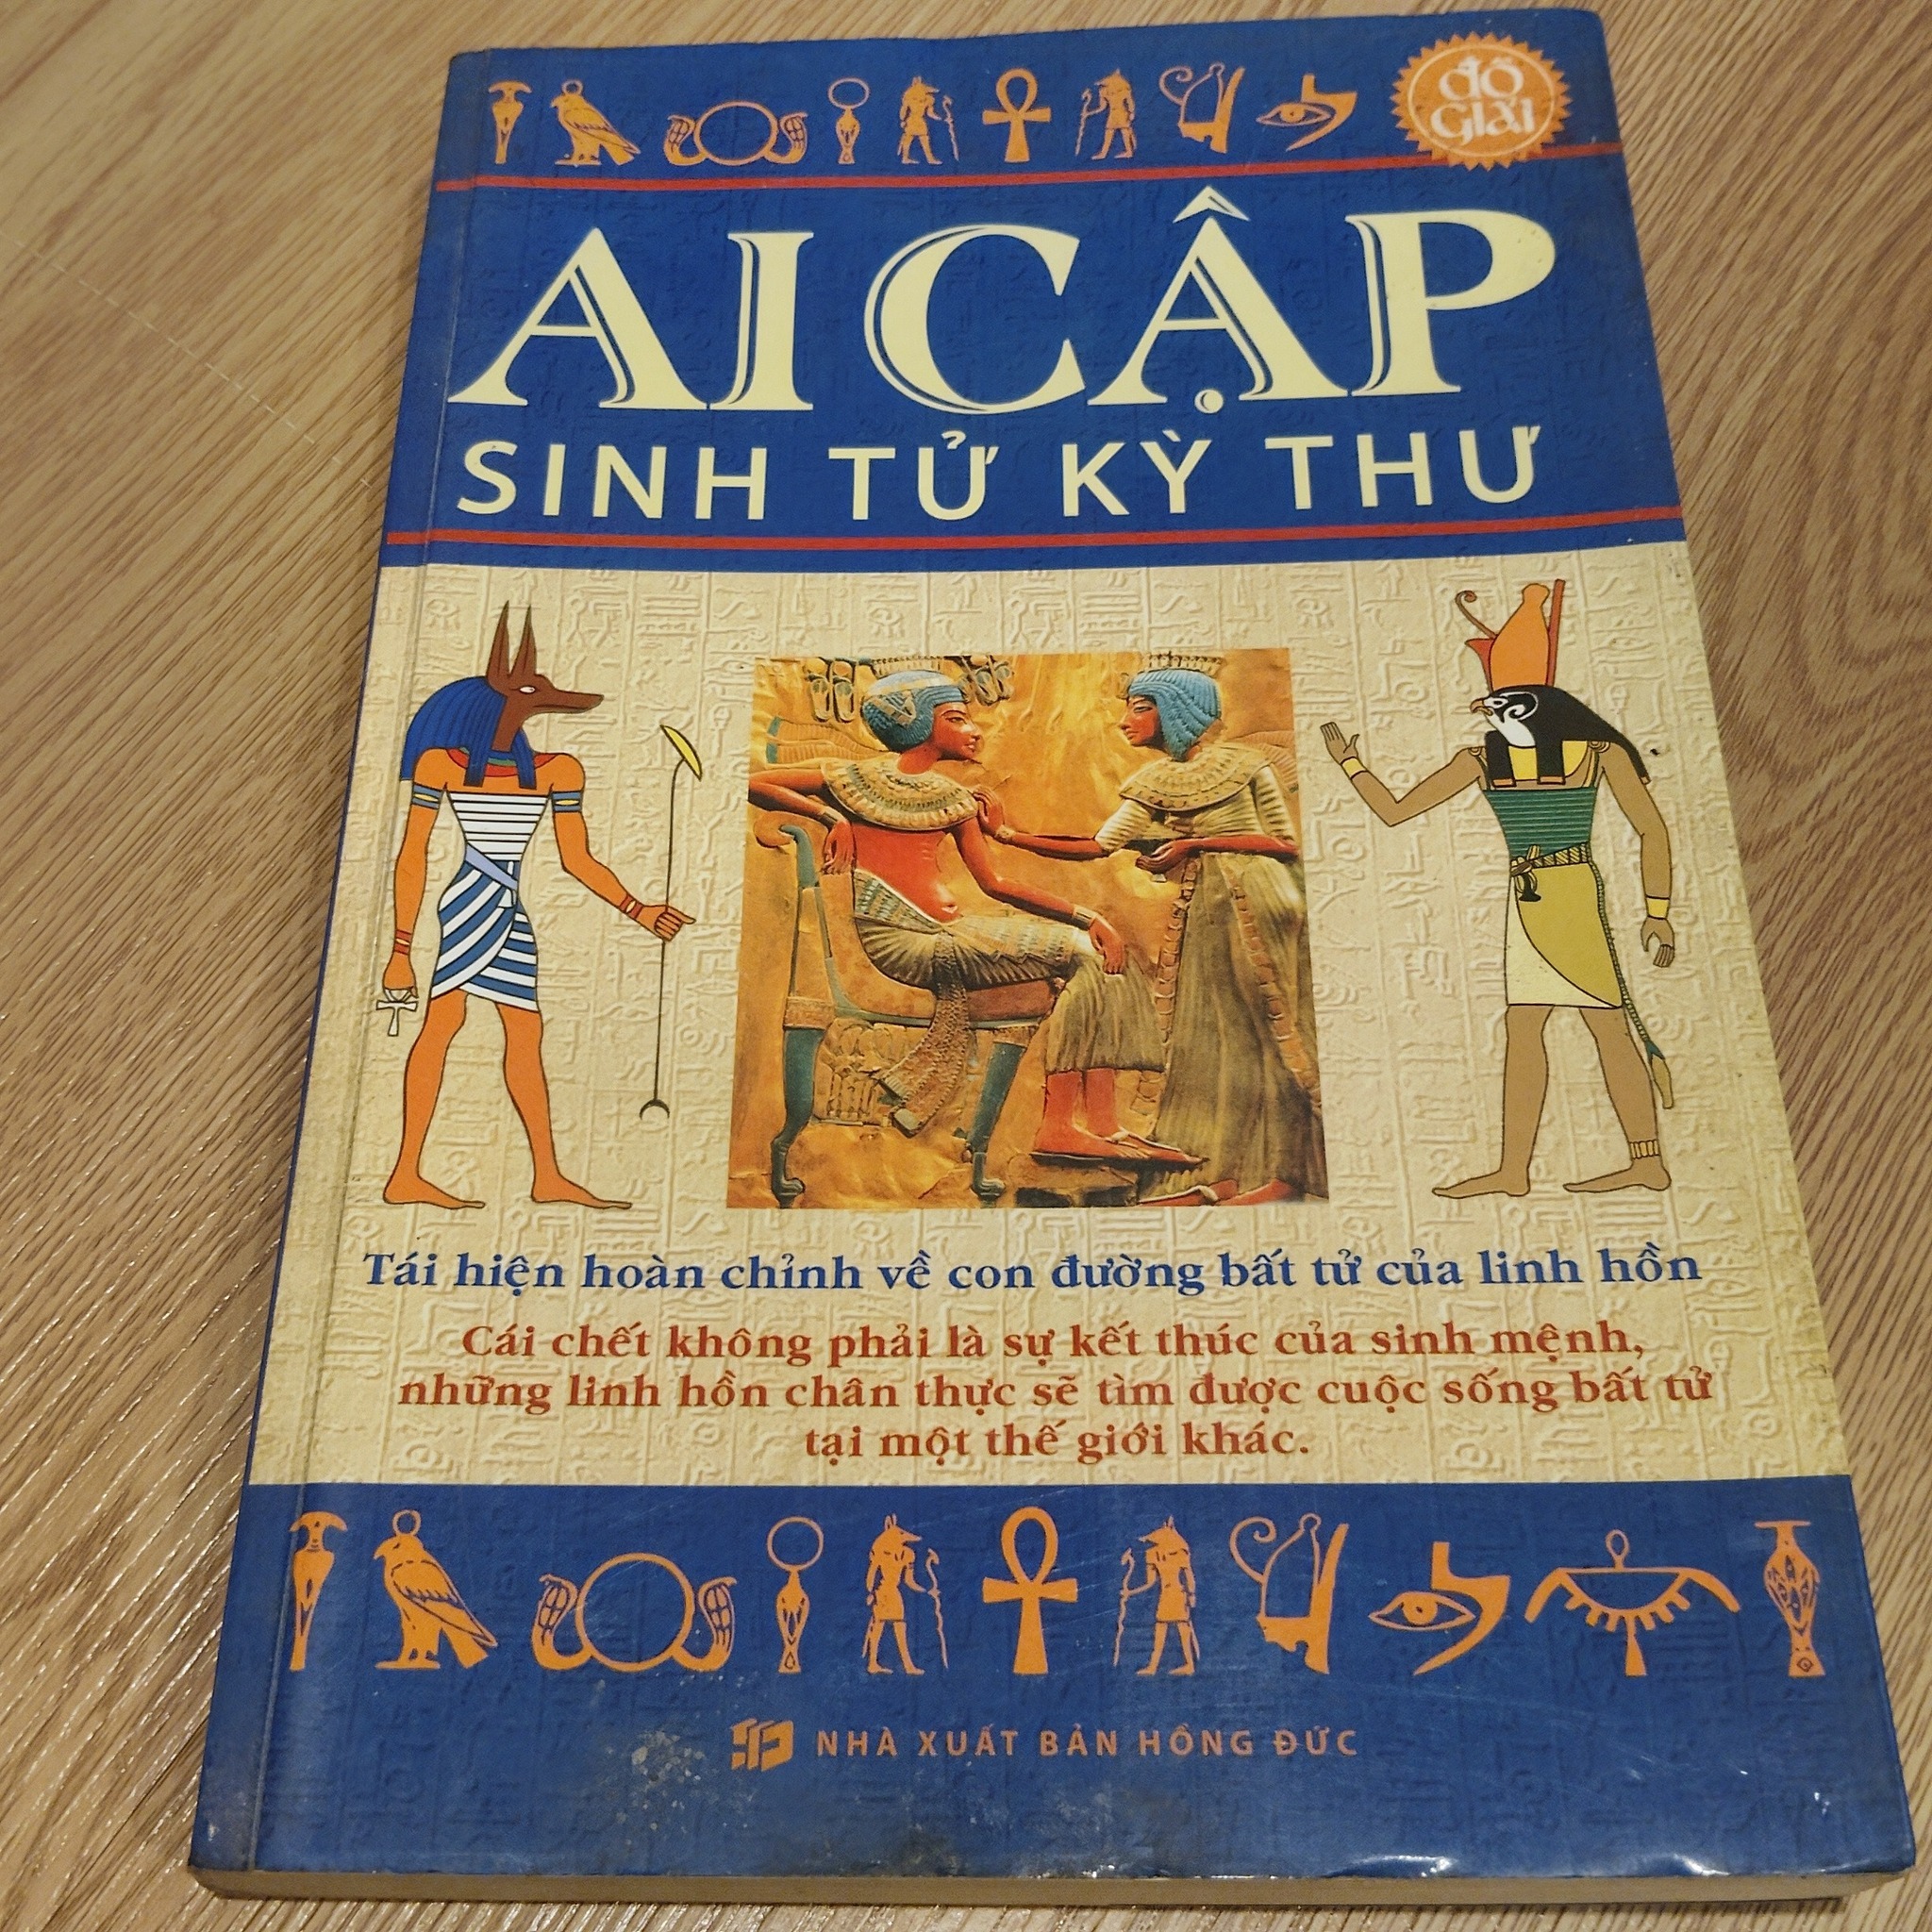 đồ
giải
AI CẬP
SINH TỬ KỲ THƯ
Tái hiện hoàn chỉnh về con đường bất tử của linh hồn
Cái chết không phải là sự kết thúc của sinh mệnh,
những linh hồn chân thực sẽ tìm được cuộc sống bất tử
tại một thế giới khác.
NHÀ XUẤT BẢN HỒNG ĐỨC